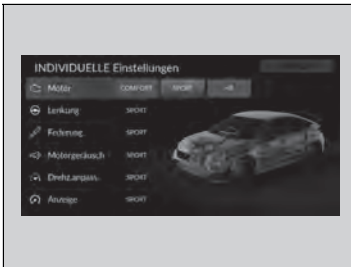 INDIVIDUELLE Einstellungen
Motor COMFORT SPORT +R
Lenkung SPORT
Federung SPORT
Motorgeräusch SPORT
Drehz.anpass. SPORT
Anzeige SPORT